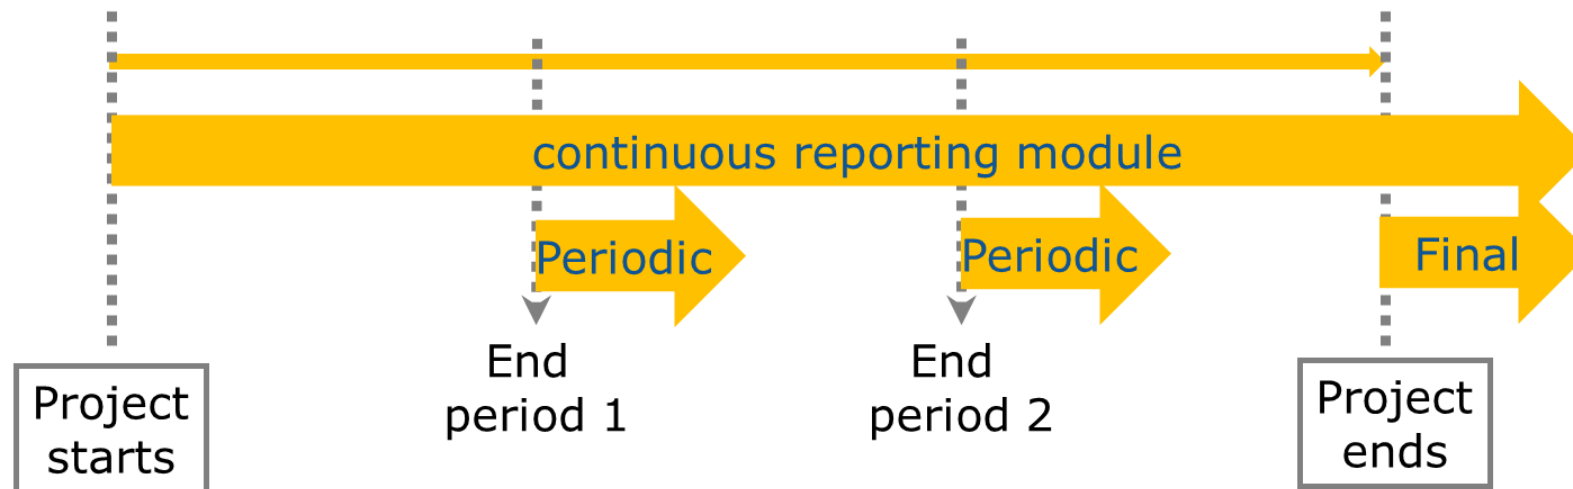 continuous reporting module
Periodic
Periodic
Final
End
period 1
End
period 2
Project
starts
Project
ends